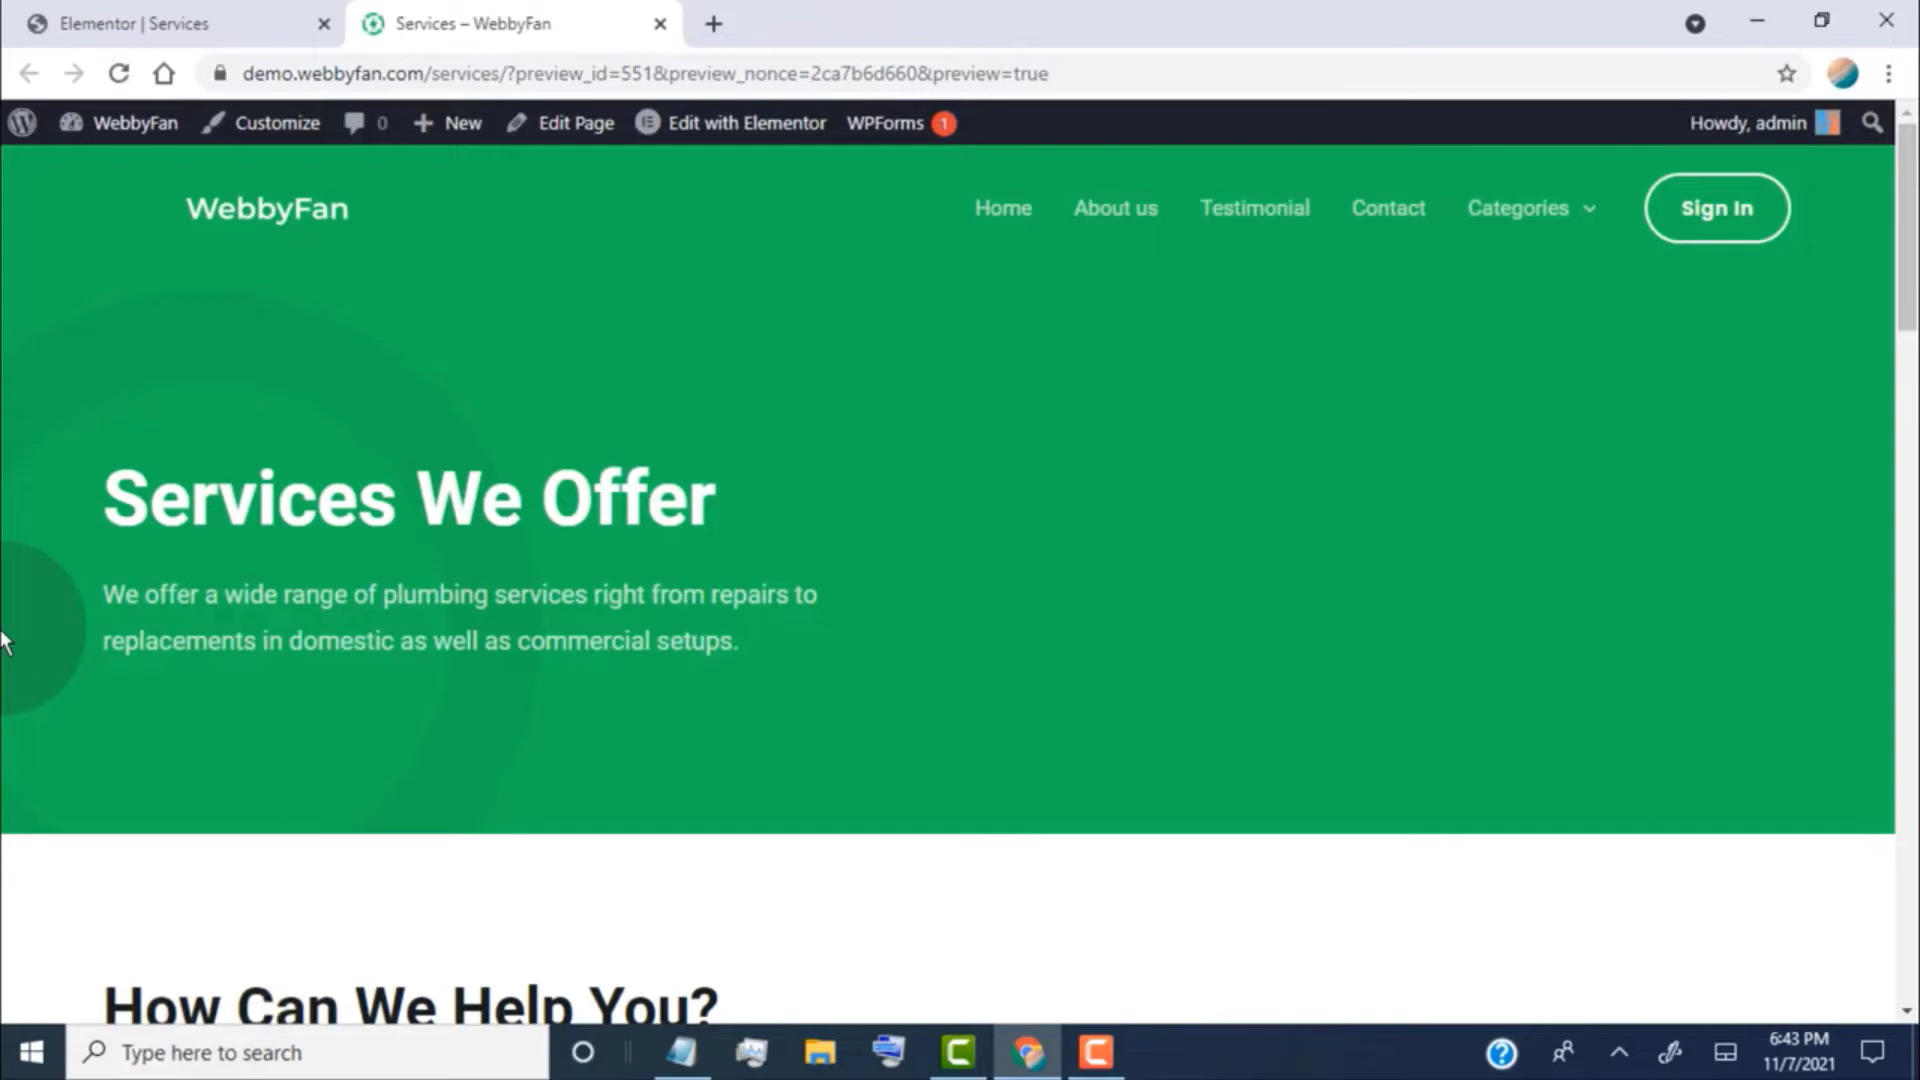 Elementor | Services
Services – WebbyFan
demo.webbyfan.com/services/?preview_id=551&preview_nonce=2ca7b6d660&preview=true
WebbyFan
Customize
0
New
Edit Page
Edit with Elementor
WPForms 1
Howdy, admin
WebbyFan
Home
About us
Testimonial
Contact
Categories
Sign In
Services We Offer
We offer a wide range of plumbing services right from repairs to
replacements in domestic as well as commercial setups.
How Can We Help You?
Type here to search
6:43 PM
11/7/2021